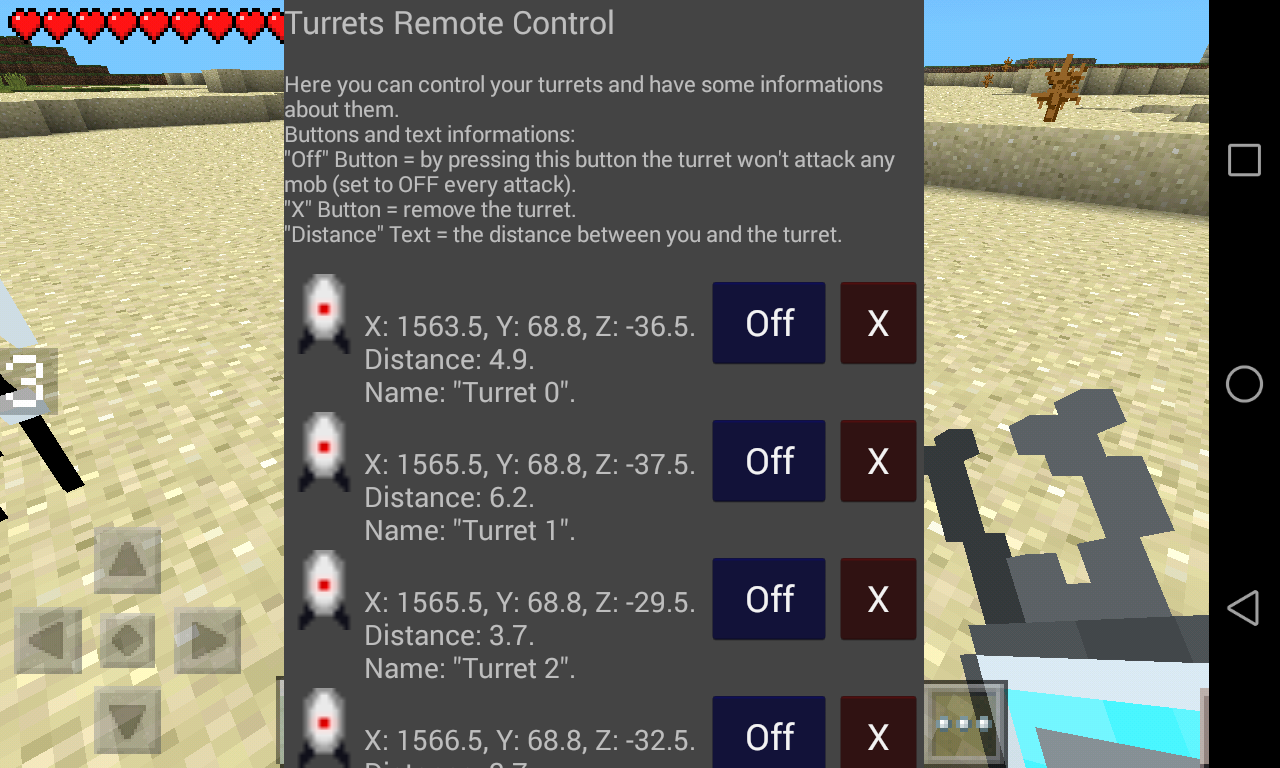 Turrets Remote Control
Here you can control your turrets and have some informations
about them.
Buttons and text informations:
"Off" Button = by pressing this button the turret won't attack any
mob (set to OFF every attack).
"X" Button = remove the turret.
"Distance" Text = the distance between you and the turret.
X: 1563.5, Y: 68.8, Z: -36.5.
Distance: 4.9.
Name: "Turret 0".
Off
X
3
X: 1565.5, Y: 68.8, Z: -37.5.
Distance: 6.2.
Name: "Turret 1".
Off
X
X: 1565.5, Y: 68.8, Z: -29.5.
Distance: 3.7.
Name: "Turret 2".
Off
X
X: 1566.5, Y: 68.8, Z: -32.5.
Off
X